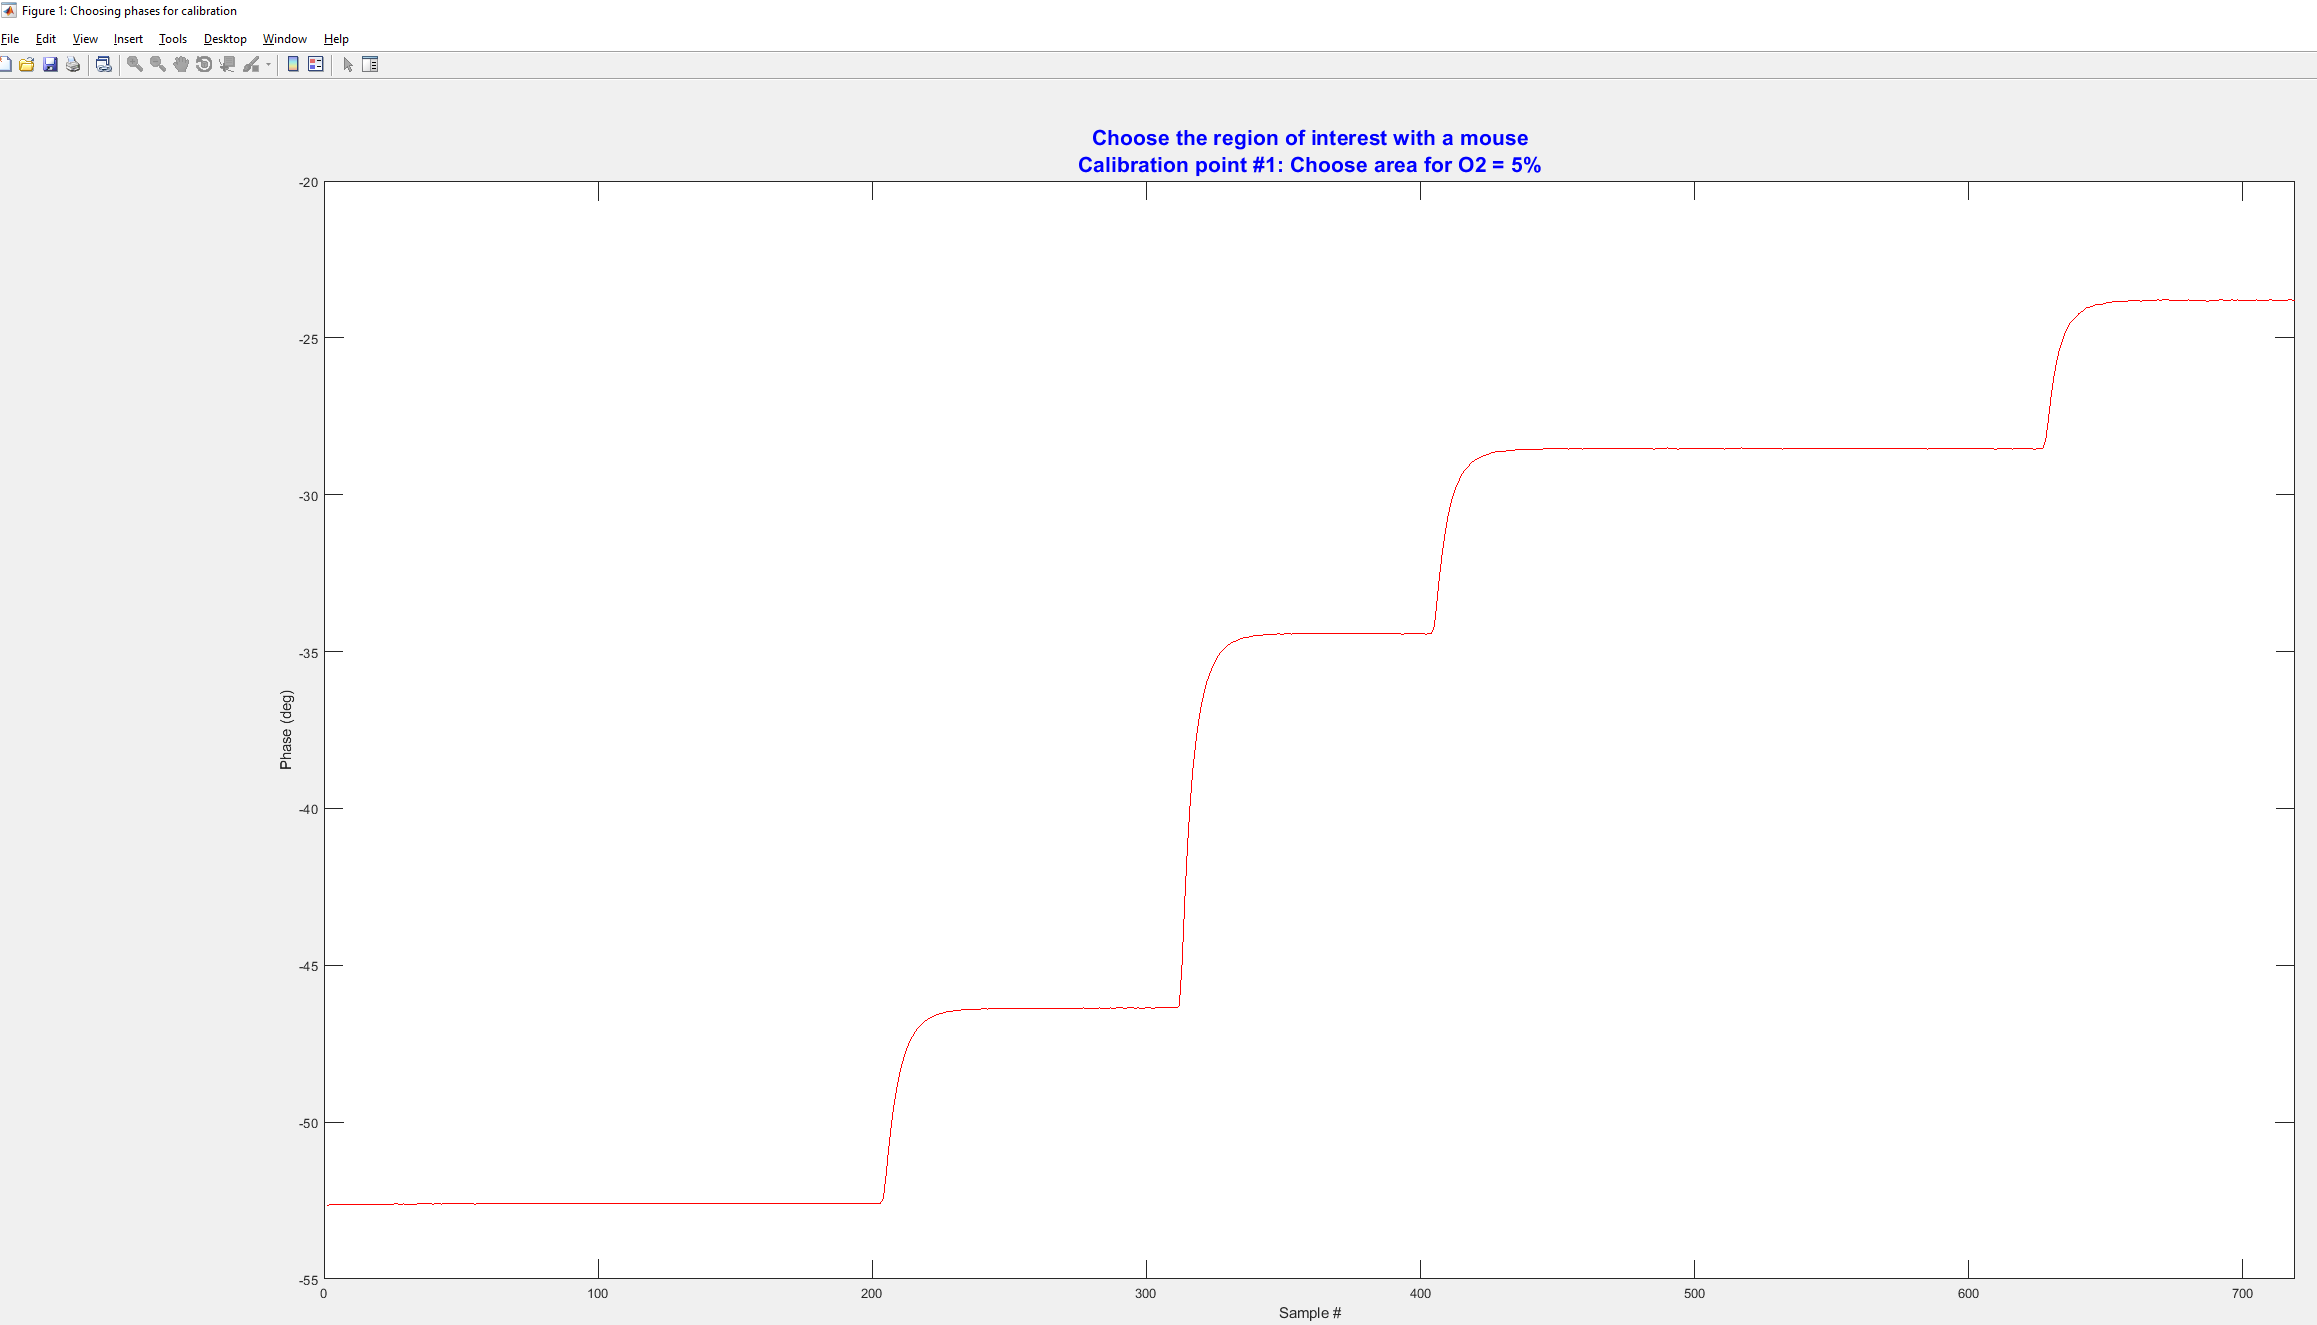 Figure 1: Choosing phases for calibration
File Edit View Insert Tools Desktop Window Help
Choose the region of interest with a mouse
Calibration point #1: Choose area for O2 = 5%
-20
-25
-30
-35
-40
-45
-50
-55
Phase (deg)
0 100 200 300 400 500 600 700
Sample #